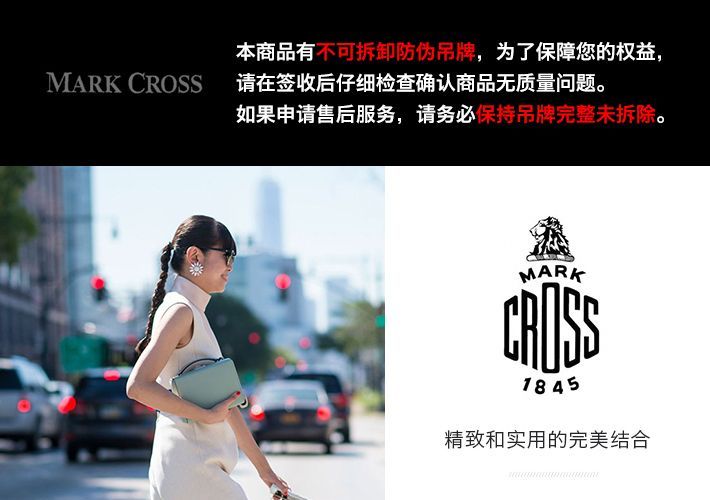 MARK CROSS
本商品有不可拆卸防伪吊牌，为了保障您的权益，
请在签收后仔细检查确认商品无质量问题。
如果申请售后服务，请务必保持吊牌完整未拆除。
MARK
CROSS
1845
精致和实用的完美结合